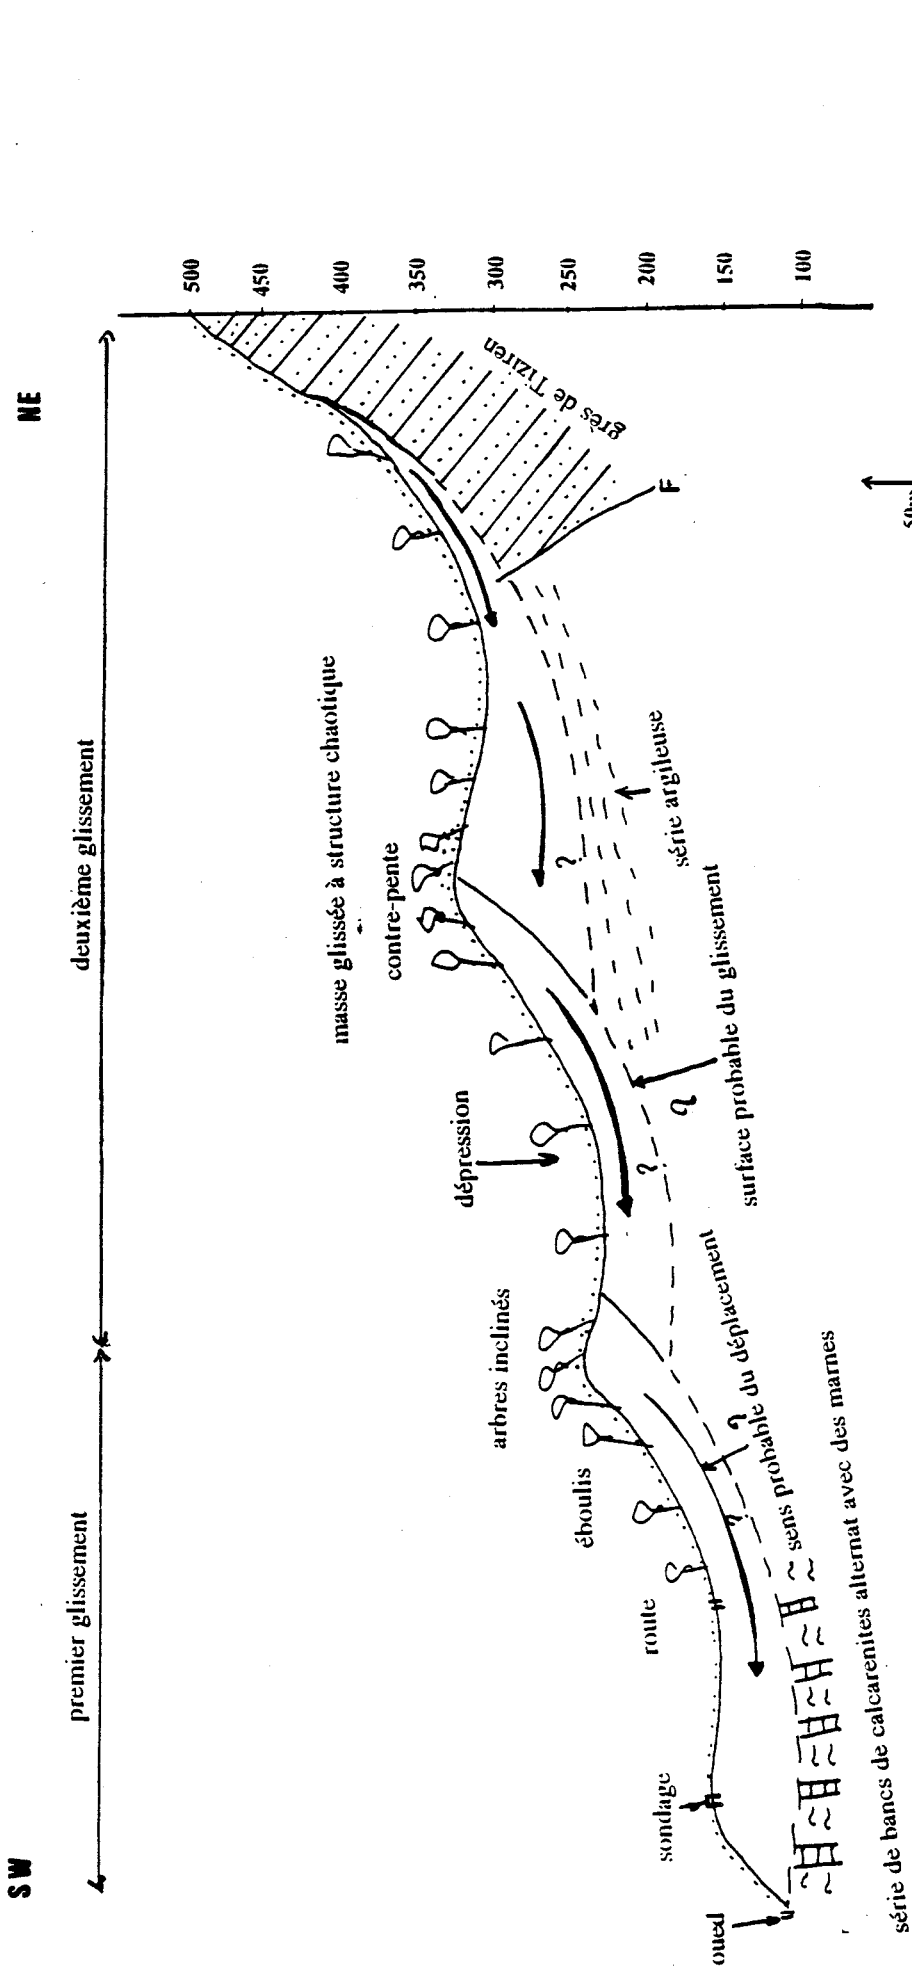 SW
NE
premier glissement
deuxième glissement
masse glissée à structure chaotique
contre-pente
dépression
arbres inclinés
éboulis
route
sondage
oued
500
450
400
350
300
250
200
150
100
grès de Tiziren
F
série argileuse
?
surface probable du glissement
?
?
sens probable du déplacement
?
?
série de bancs de calcarenites alternat avec des marnes
50m